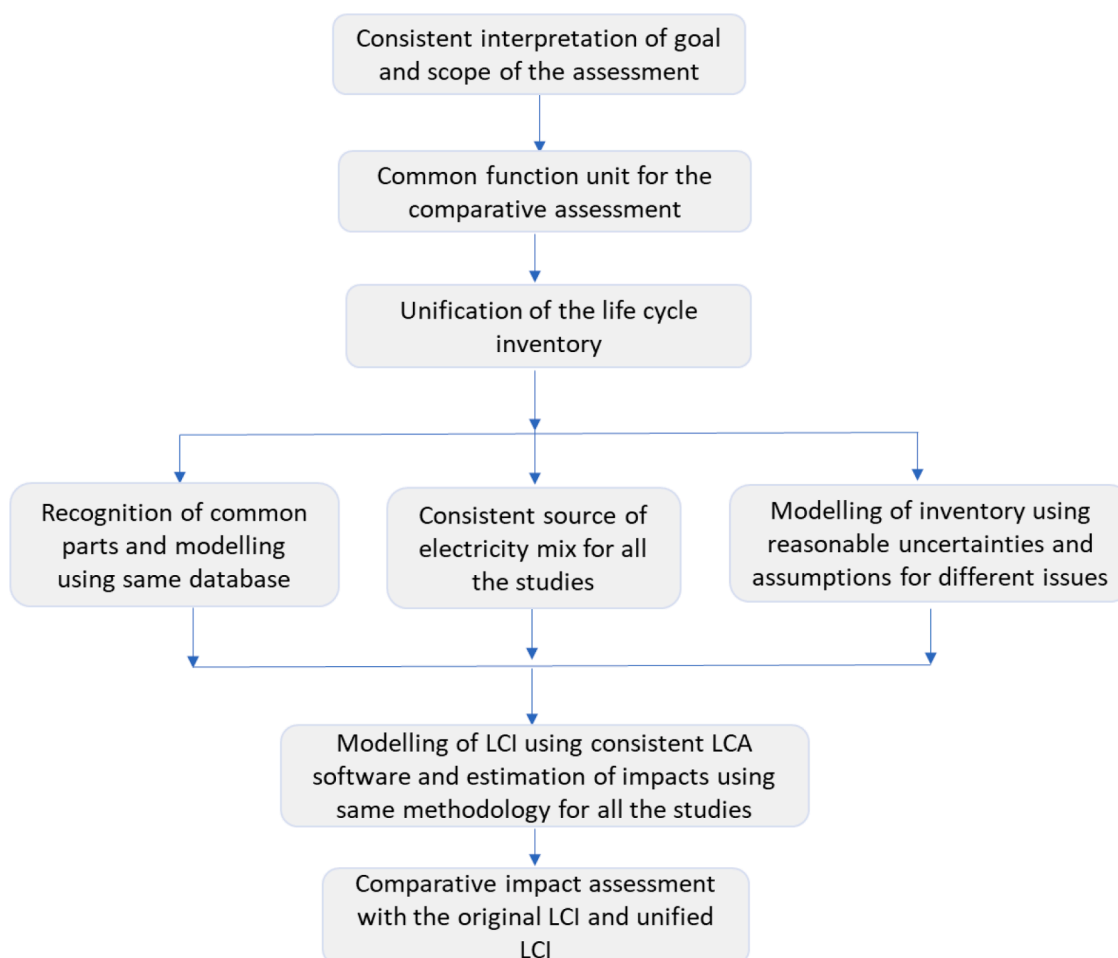 Consistent interpretation of goal
and scope of the assessment
Common function unit for the
comparative assessment
Unification of the life cycle
inventory
Recognition of common
parts and modelling
using same database
Consistent source of
electricity mix for all
the studies
Modelling of inventory using
reasonable uncertainties and
assumptions for different issues
Modelling of LCI using consistent LCA
software and estimation of impacts using
same methodology for all the studies
Comparative impact assessment
with the original LCI and unified
LCI